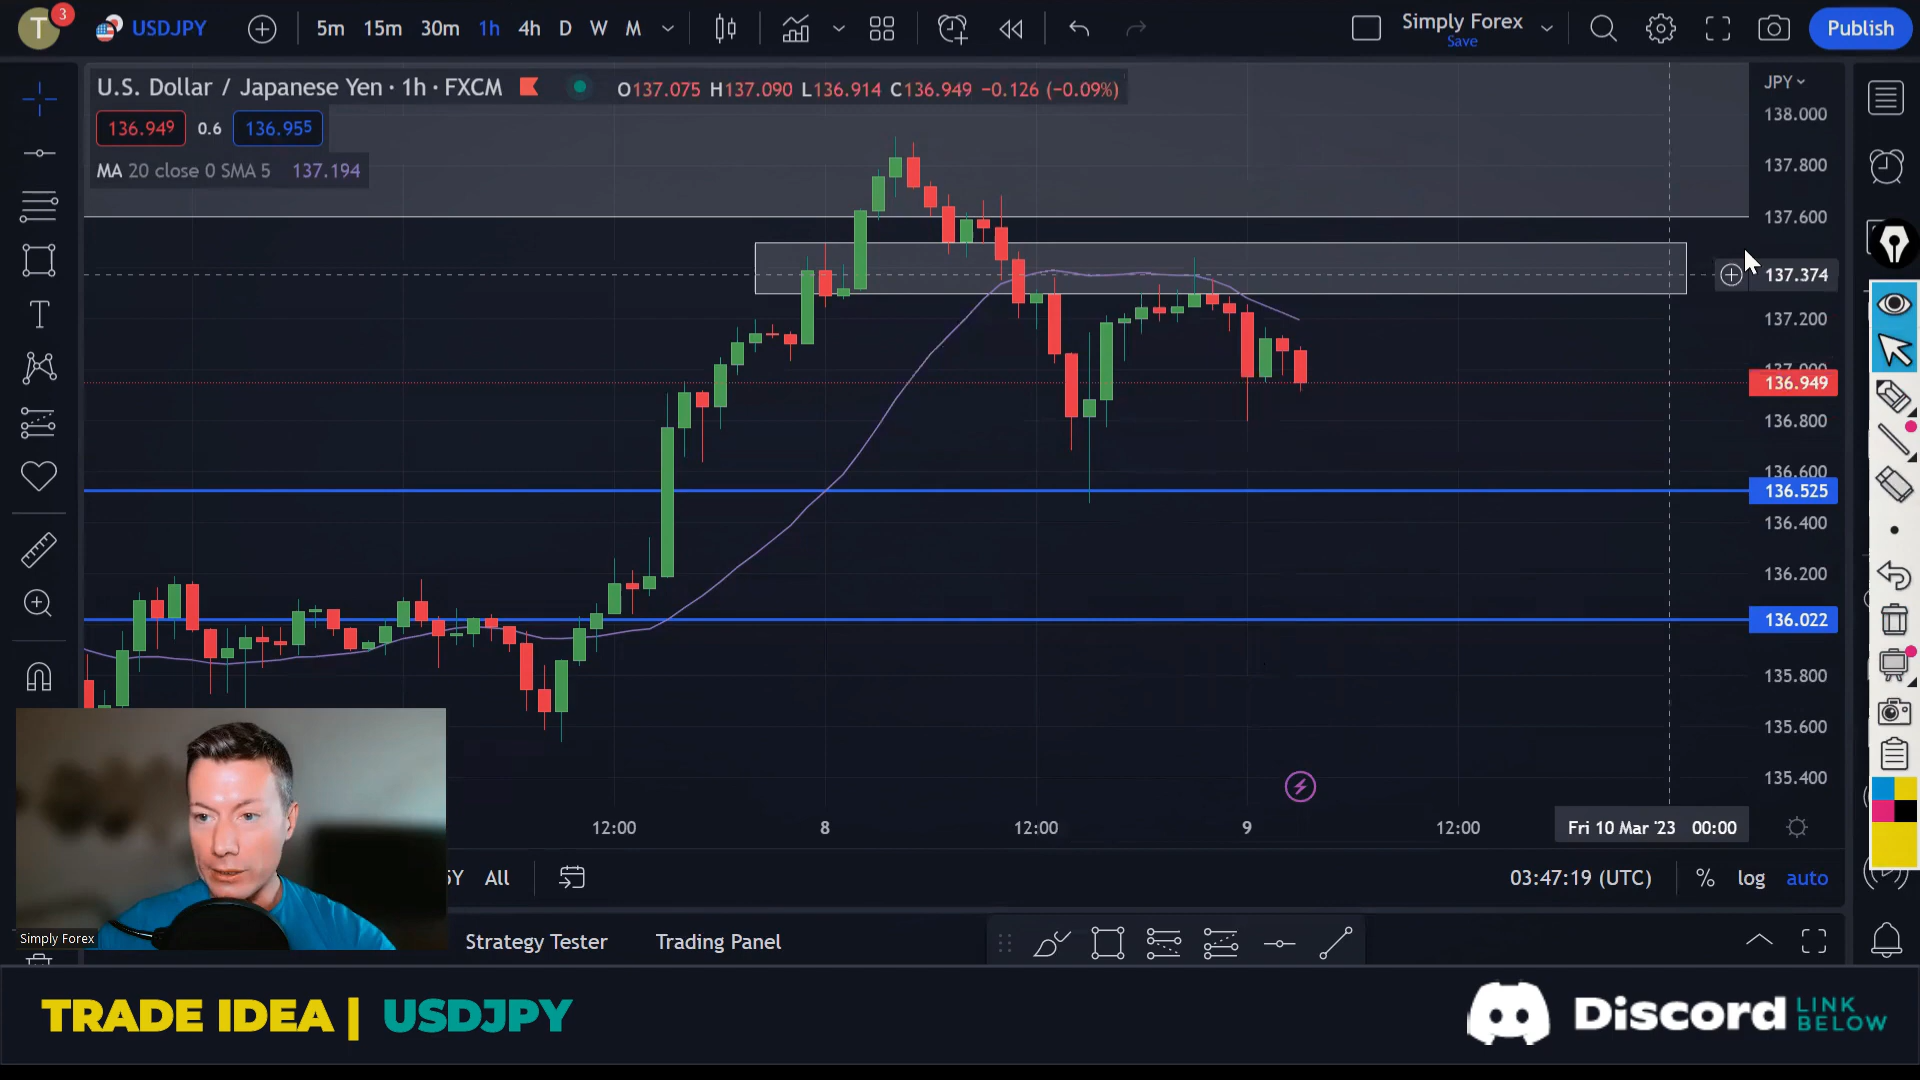 T 3 USDJPY 5m 15m 30m 1h 4h D W M Simply Forex Save Publish
U.S. Dollar / Japanese Yen · 1h · FXCM O137.075 H137.090 L136.914 C136.949 −0.126 (−0.09%)
136.949 0.6 136.955
MA 20 close 0 SMA 5 137.194
JPY
138.000
137.800
137.600
137.374
137.200
137.000
136.949
136.800
136.600
136.525
136.400
136.200
136.022
135.800
135.600
135.400
12:00 8 12:00 9 12:00 Fri 10 Mar '23 00:00
5Y All 03:47:19 (UTC) % log auto
Simply Forex
Strategy Tester Trading Panel
TRADE IDEA | USDJPY
Discord LINK BELOW